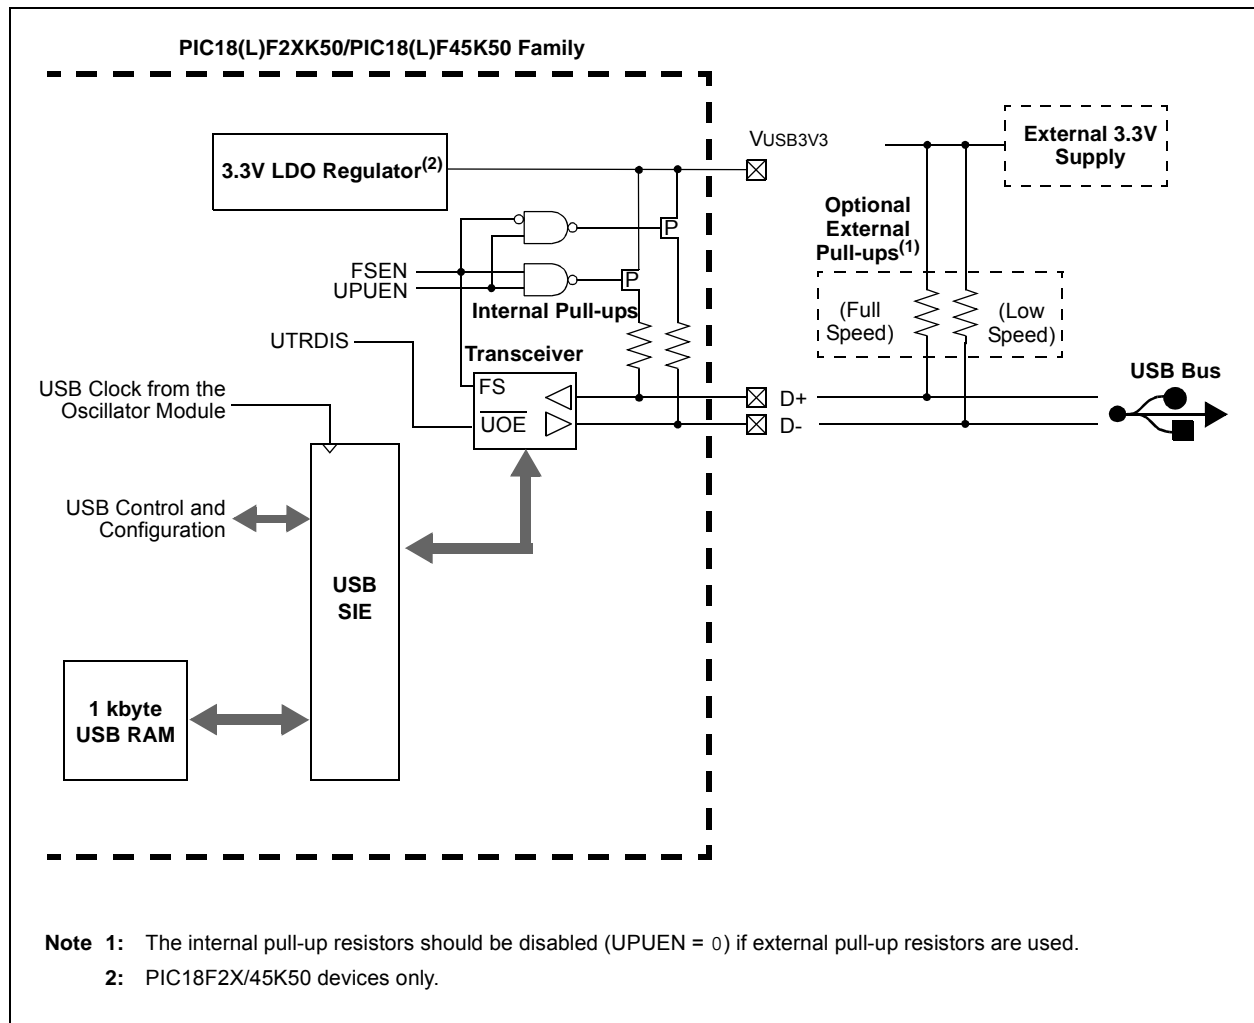 PIC18(L)F2XK50/PIC18(L)F45K50 Family
3.3V LDO Regulator(2)
VUSB3V3
External 3.3V
Supply
Optional
External
Pull-ups(1)
P
P
FSEN
UPUEN
Internal Pull-ups
(Full
Speed)
(Low
Speed)
UTRDIS
Transceiver
FS
UOE
USB Clock from the
Oscillator Module
D+
D-
USB Bus
USB Control and
Configuration
USB
SIE
1 kbyte
USB RAM
Note 1: The internal pull-up resistors should be disabled (UPUEN = 0) if external pull-up resistors are used.
2: PIC18F2X/45K50 devices only.